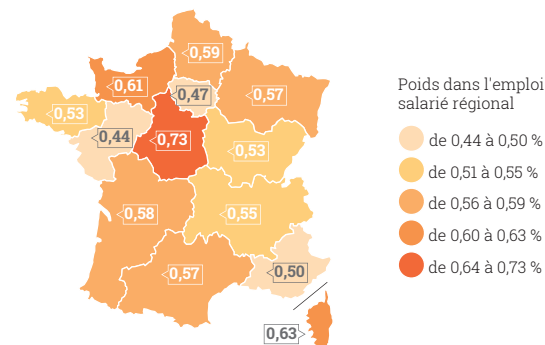 0,59
0,61
0,47
0,57
0,53
0,44
0,73
0,53
0,58
0,55
0,57
0,50
0,63
Poids dans l'emploi
salarié régional
de 0,44 à 0,50 %
de 0,51 à 0,55 %
de 0,56 à 0,59 %
de 0,60 à 0,63 %
de 0,64 à 0,73 %